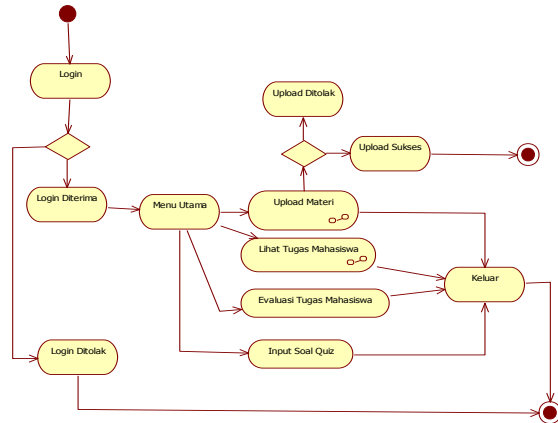 Login
Upload Ditolak
Upload Sukses
Login Diterima
Menu Utama
Upload Materi
Lihat Tugas Mahasiswa
Keluar
Evaluasi Tugas Mahasiswa
Login Ditolak
Input Soal Quiz